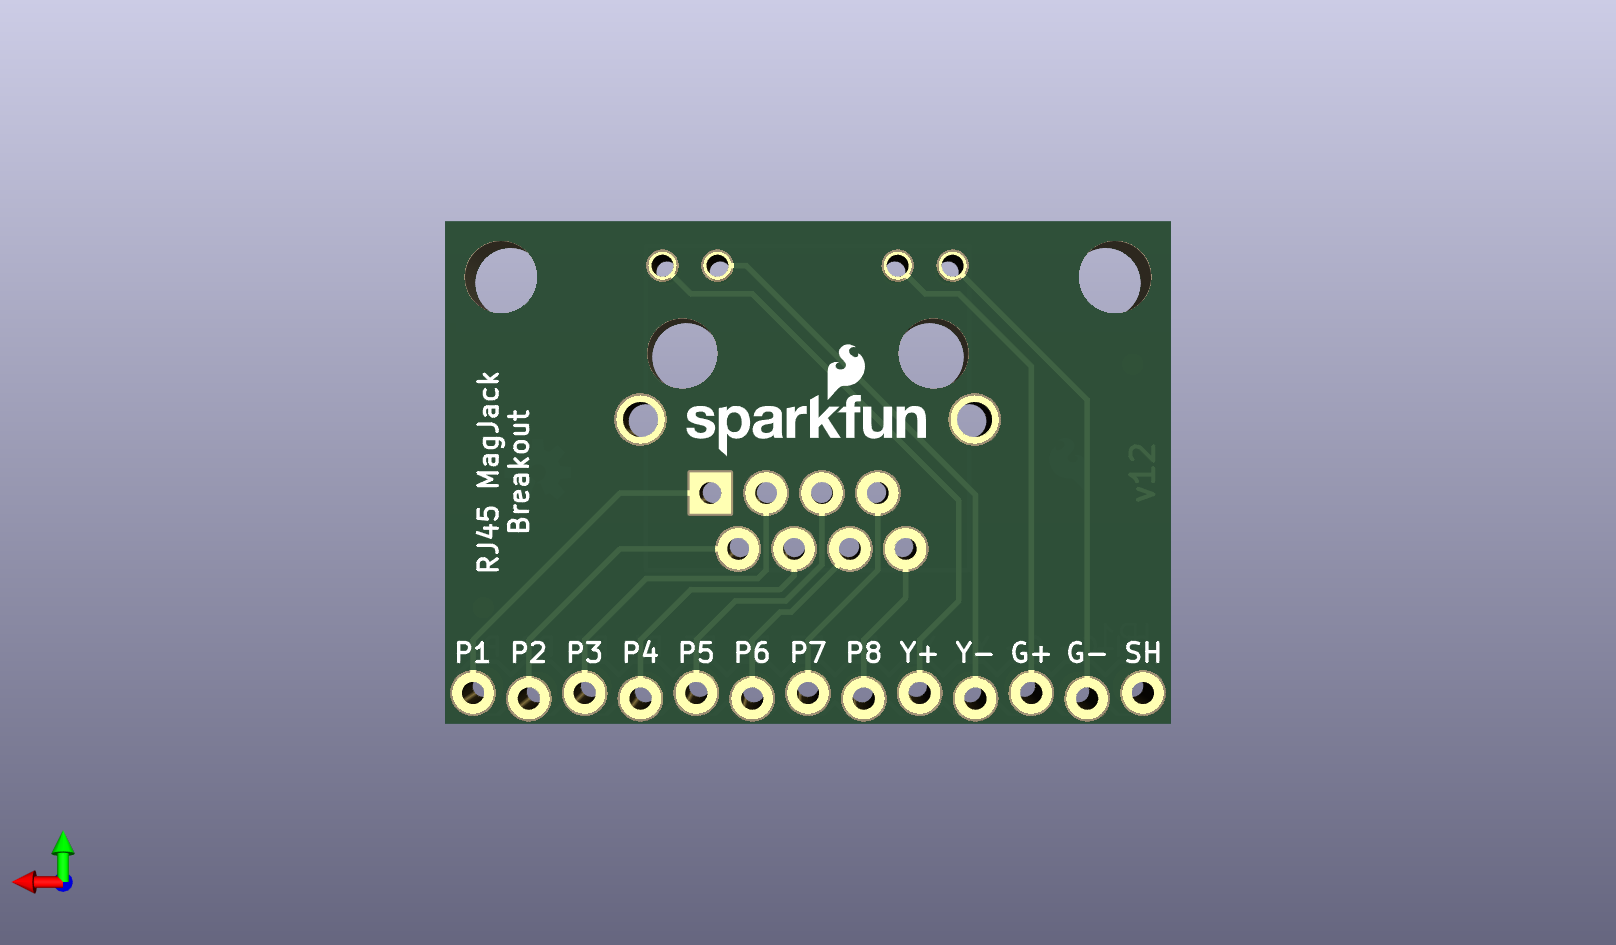 sparkfun
RJ45 MagJack
Breakout
v12
P1 P2 P3 P4 P5 P6 P7 P8 Y+ Y- G+ G- SH